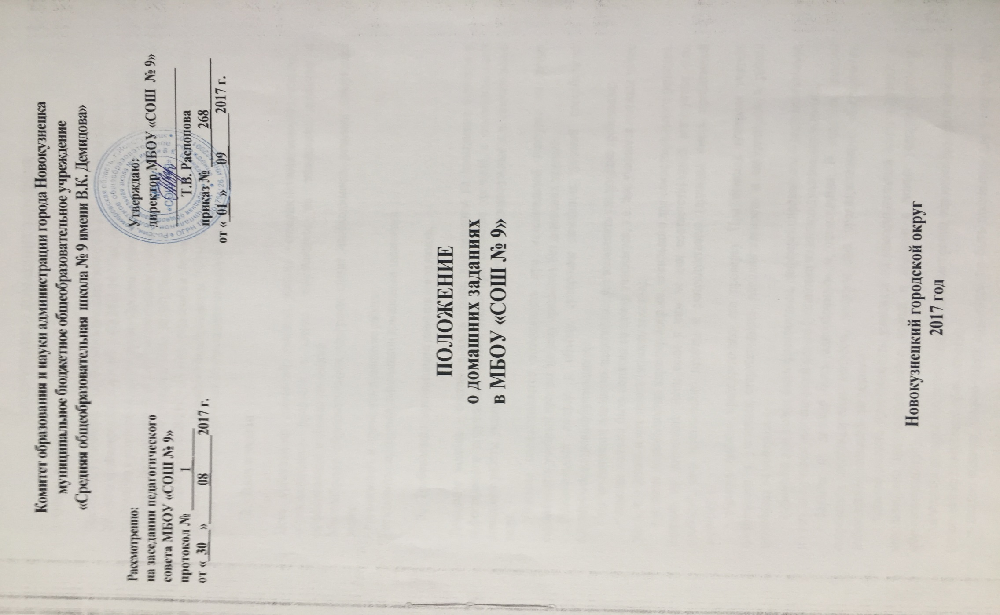 Комитет образования и науки администрации города Новокузнецка
муниципальное бюджетное общеобразовательное учреждение
«Средняя общеобразовательная школа № 9 имени В.К. Демидова»
Рассмотрено:
на заседании педагогического
совета МБОУ «СОШ № 9»
протокол № 1
от « 30 » 08 2017 г.
Утверждаю:
директор МБОУ «СОШ № 9»
Т.В. Распопова
приказ № 268
от « 01 » 09 2017 г.
ПОЛОЖЕНИЕ
о домашних заданиях
в МБОУ «СОШ № 9»
Новокузнецкий городской округ
2017 год